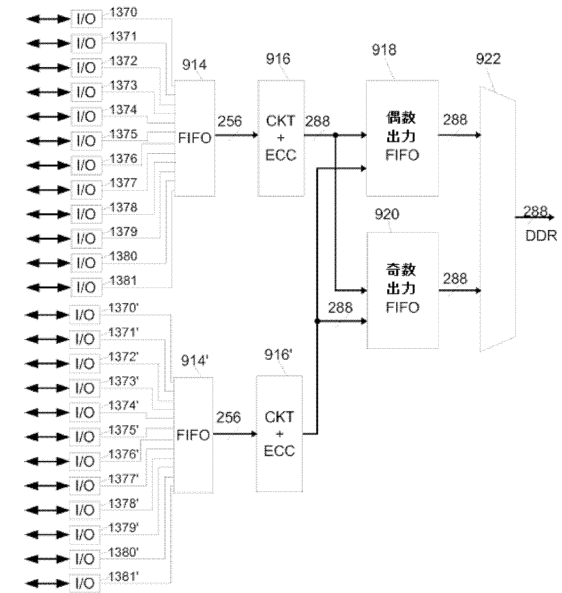 I/O 1370
I/O 1371
I/O 1372
I/O 1373
I/O 1374
I/O 1375
I/O 1376
I/O 1377
I/O 1378
I/O 1379
I/O 1380
I/O 1381
914
FIFO
256
916
CKT
+
ECC
288
918
偶数
出力
FIFO
288
920
奇数
出力
FIFO
288
288
922
288
DDR
I/O 1370'
I/O 1371'
I/O 1372'
I/O 1373'
I/O 1374'
I/O 1375'
I/O 1376'
I/O 1377'
I/O 1378'
I/O 1379'
I/O 1380'
I/O 1381'
914'
FIFO
256
916'
CKT
+
ECC